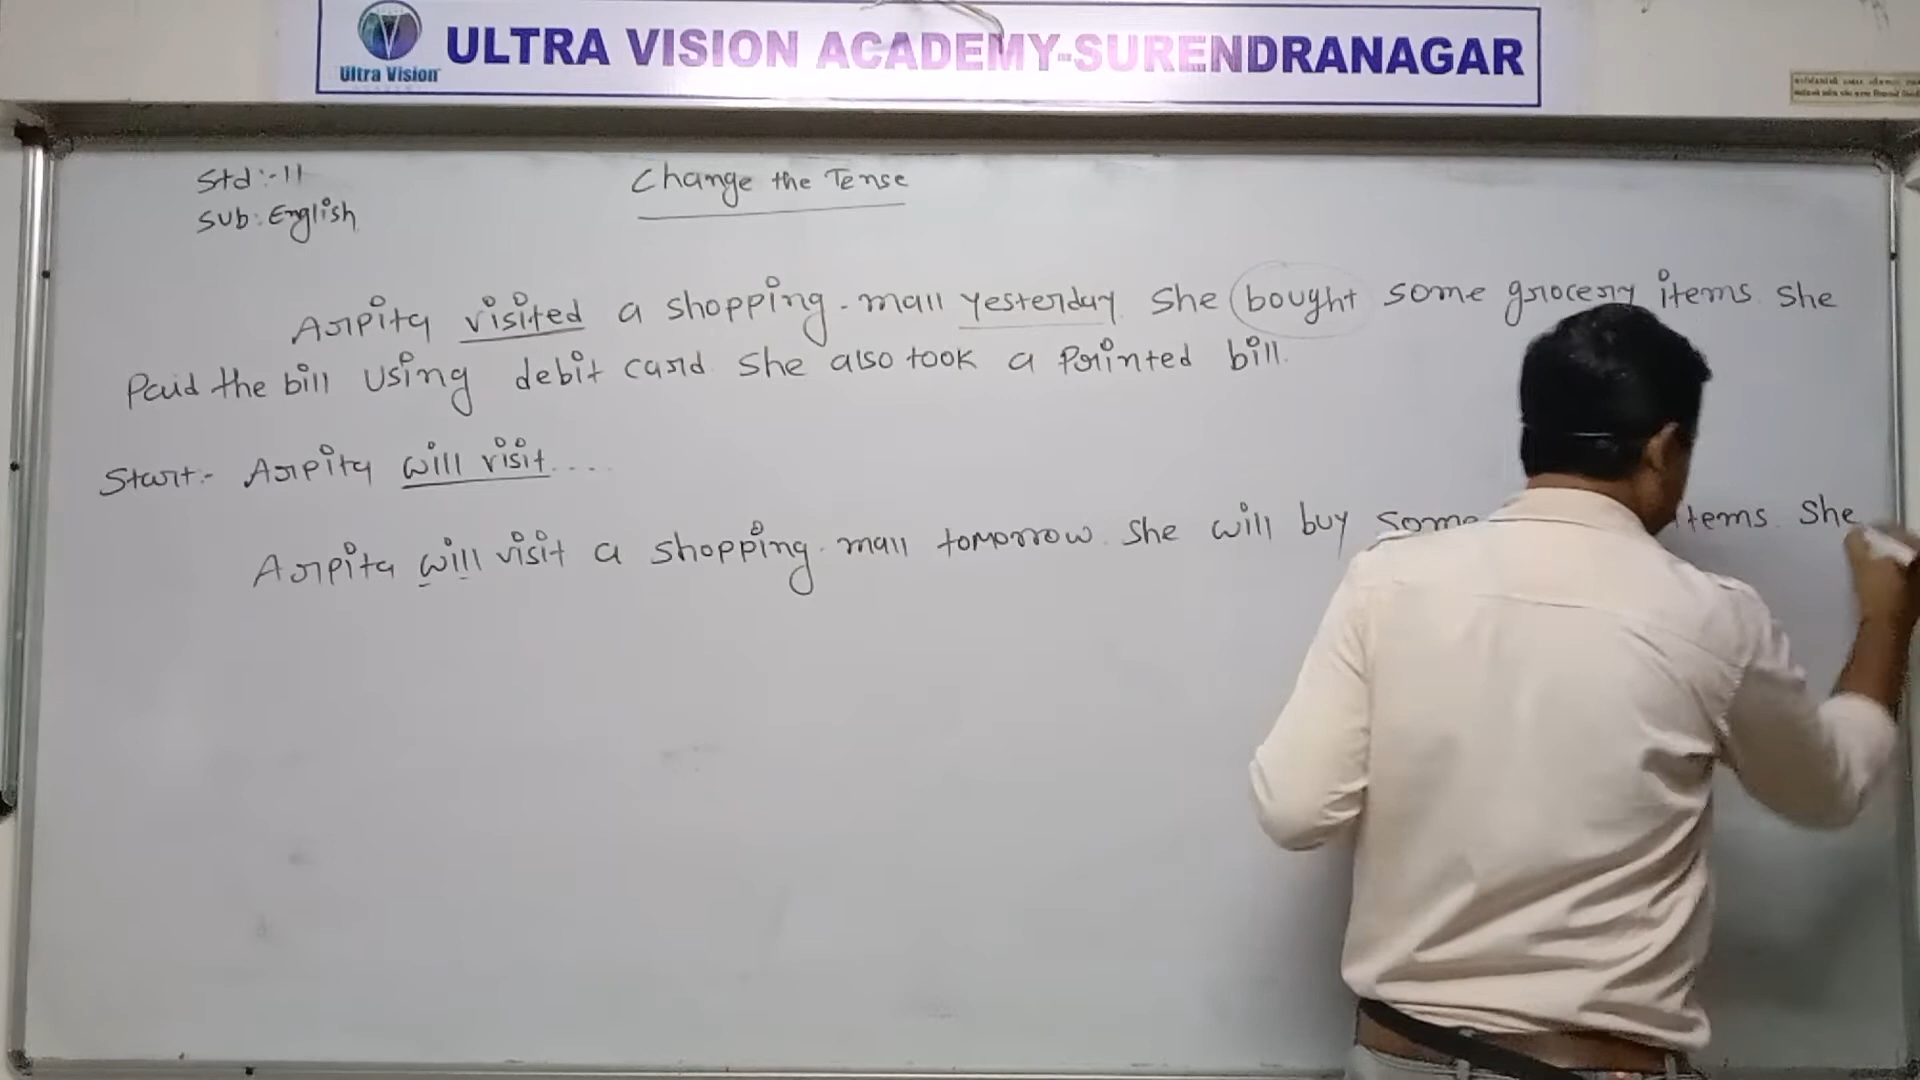 ULTRA VISION ACADEMY-SURENDRANAGAR
Ultra Vision
Std :- 11
Sub : English
Change the Tense
Arpita visited a shopping-mall yesterday. She bought some grocery items. She
Paid the bill using debit card. She also took a Printed bill.
Start:- Arpita will visit....
Arpita will visit a shopping-mall tomorrow. She will buy some items. She